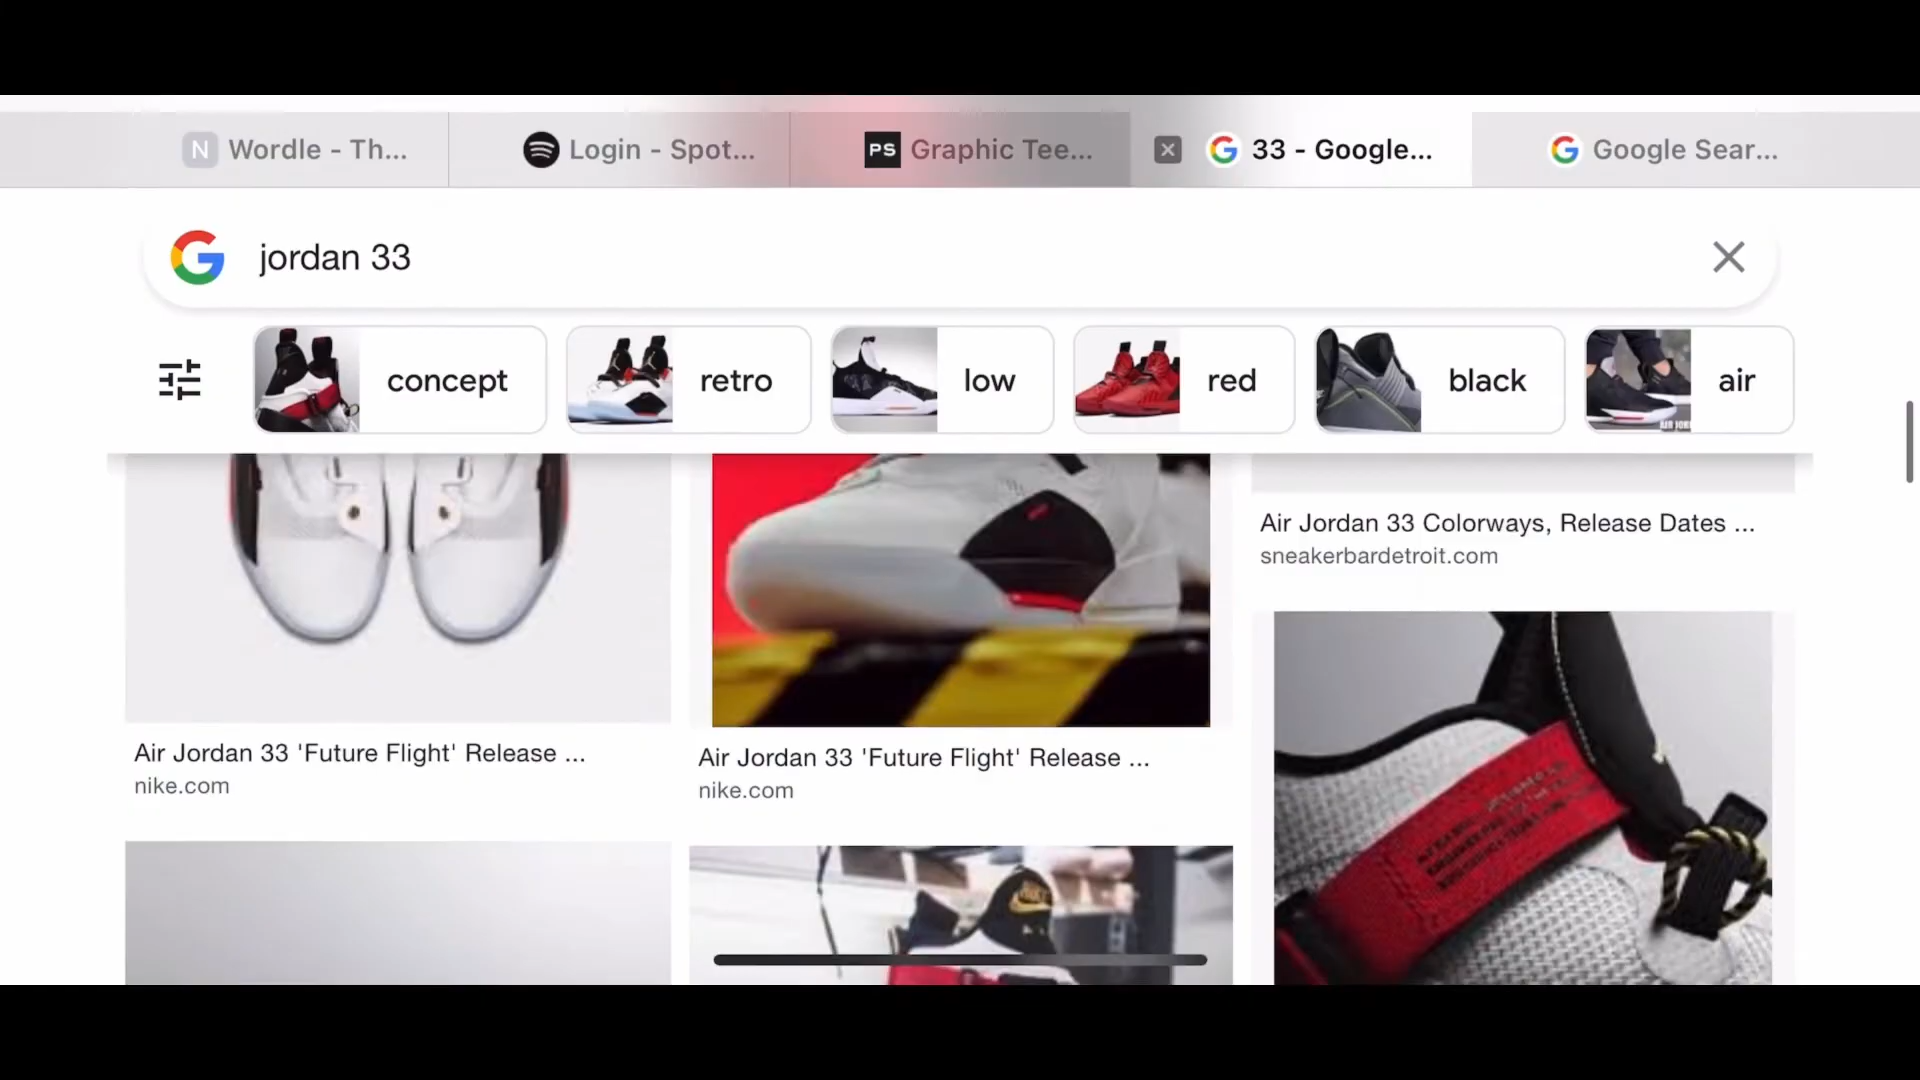 Wordle - Th...
Login - Spot...
PS
Graphic Tee...
33 - Google...
Google Sear...
jordan 33
concept
retro
low
red
black
air
Air Jordan 33 Colorways, Release Dates ...
sneakerbardetroit.com
Air Jordan 33 'Future Flight' Release ...
nike.com
Air Jordan 33 'Future Flight' Release ...
nike.com